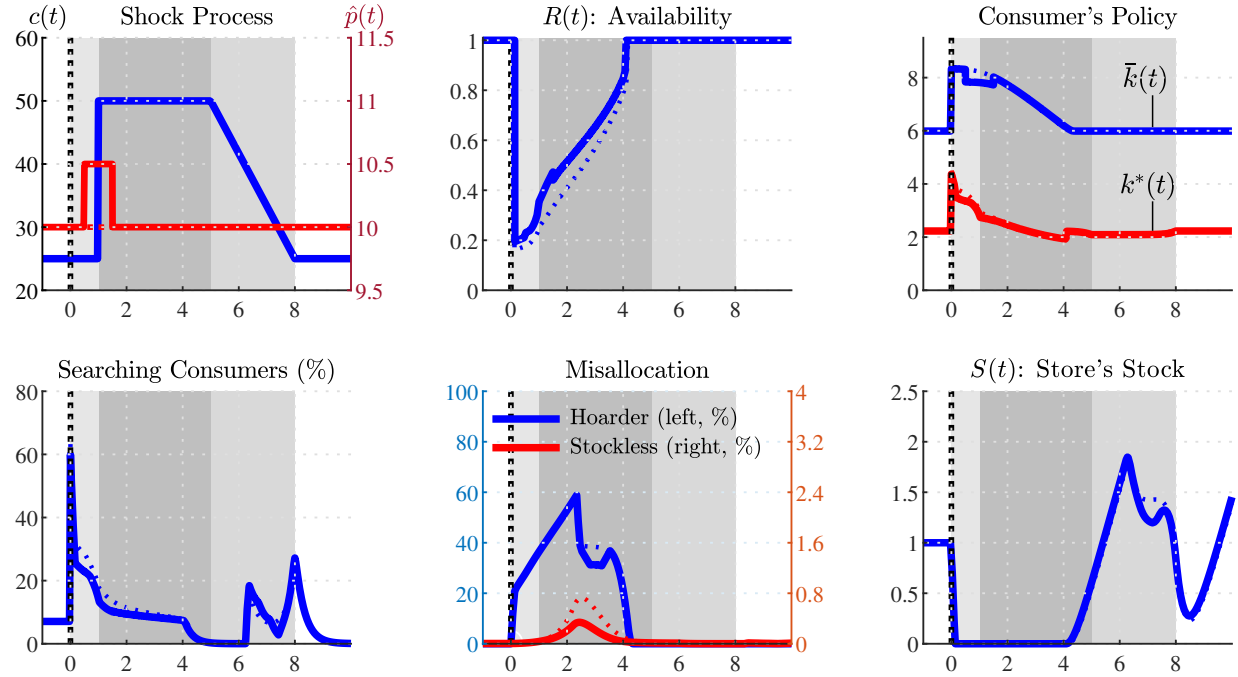 c(t) Shock Process p̂(t)
60
50
40
30
20
11.5
11
10.5
10
9.5
0 2 4 6 8
R(t): Availability
1
0.8
0.6
0.4
0.2
0
0 2 4 6 8
Consumer's Policy
8
6
4
2
0
k̄(t)
k*(t)
0 2 4 6 8
Searching Consumers (%)
80
60
40
20
0
0 2 4 6 8
Misallocation
100
80
60
40
20
0
Hoarder (left, %)
Stockless (right, %)
4
3.2
2.4
1.6
0.8
0
0 2 4 6 8
S(t): Store's Stock
2.5
2
1.5
1
0.5
0
0 2 4 6 8